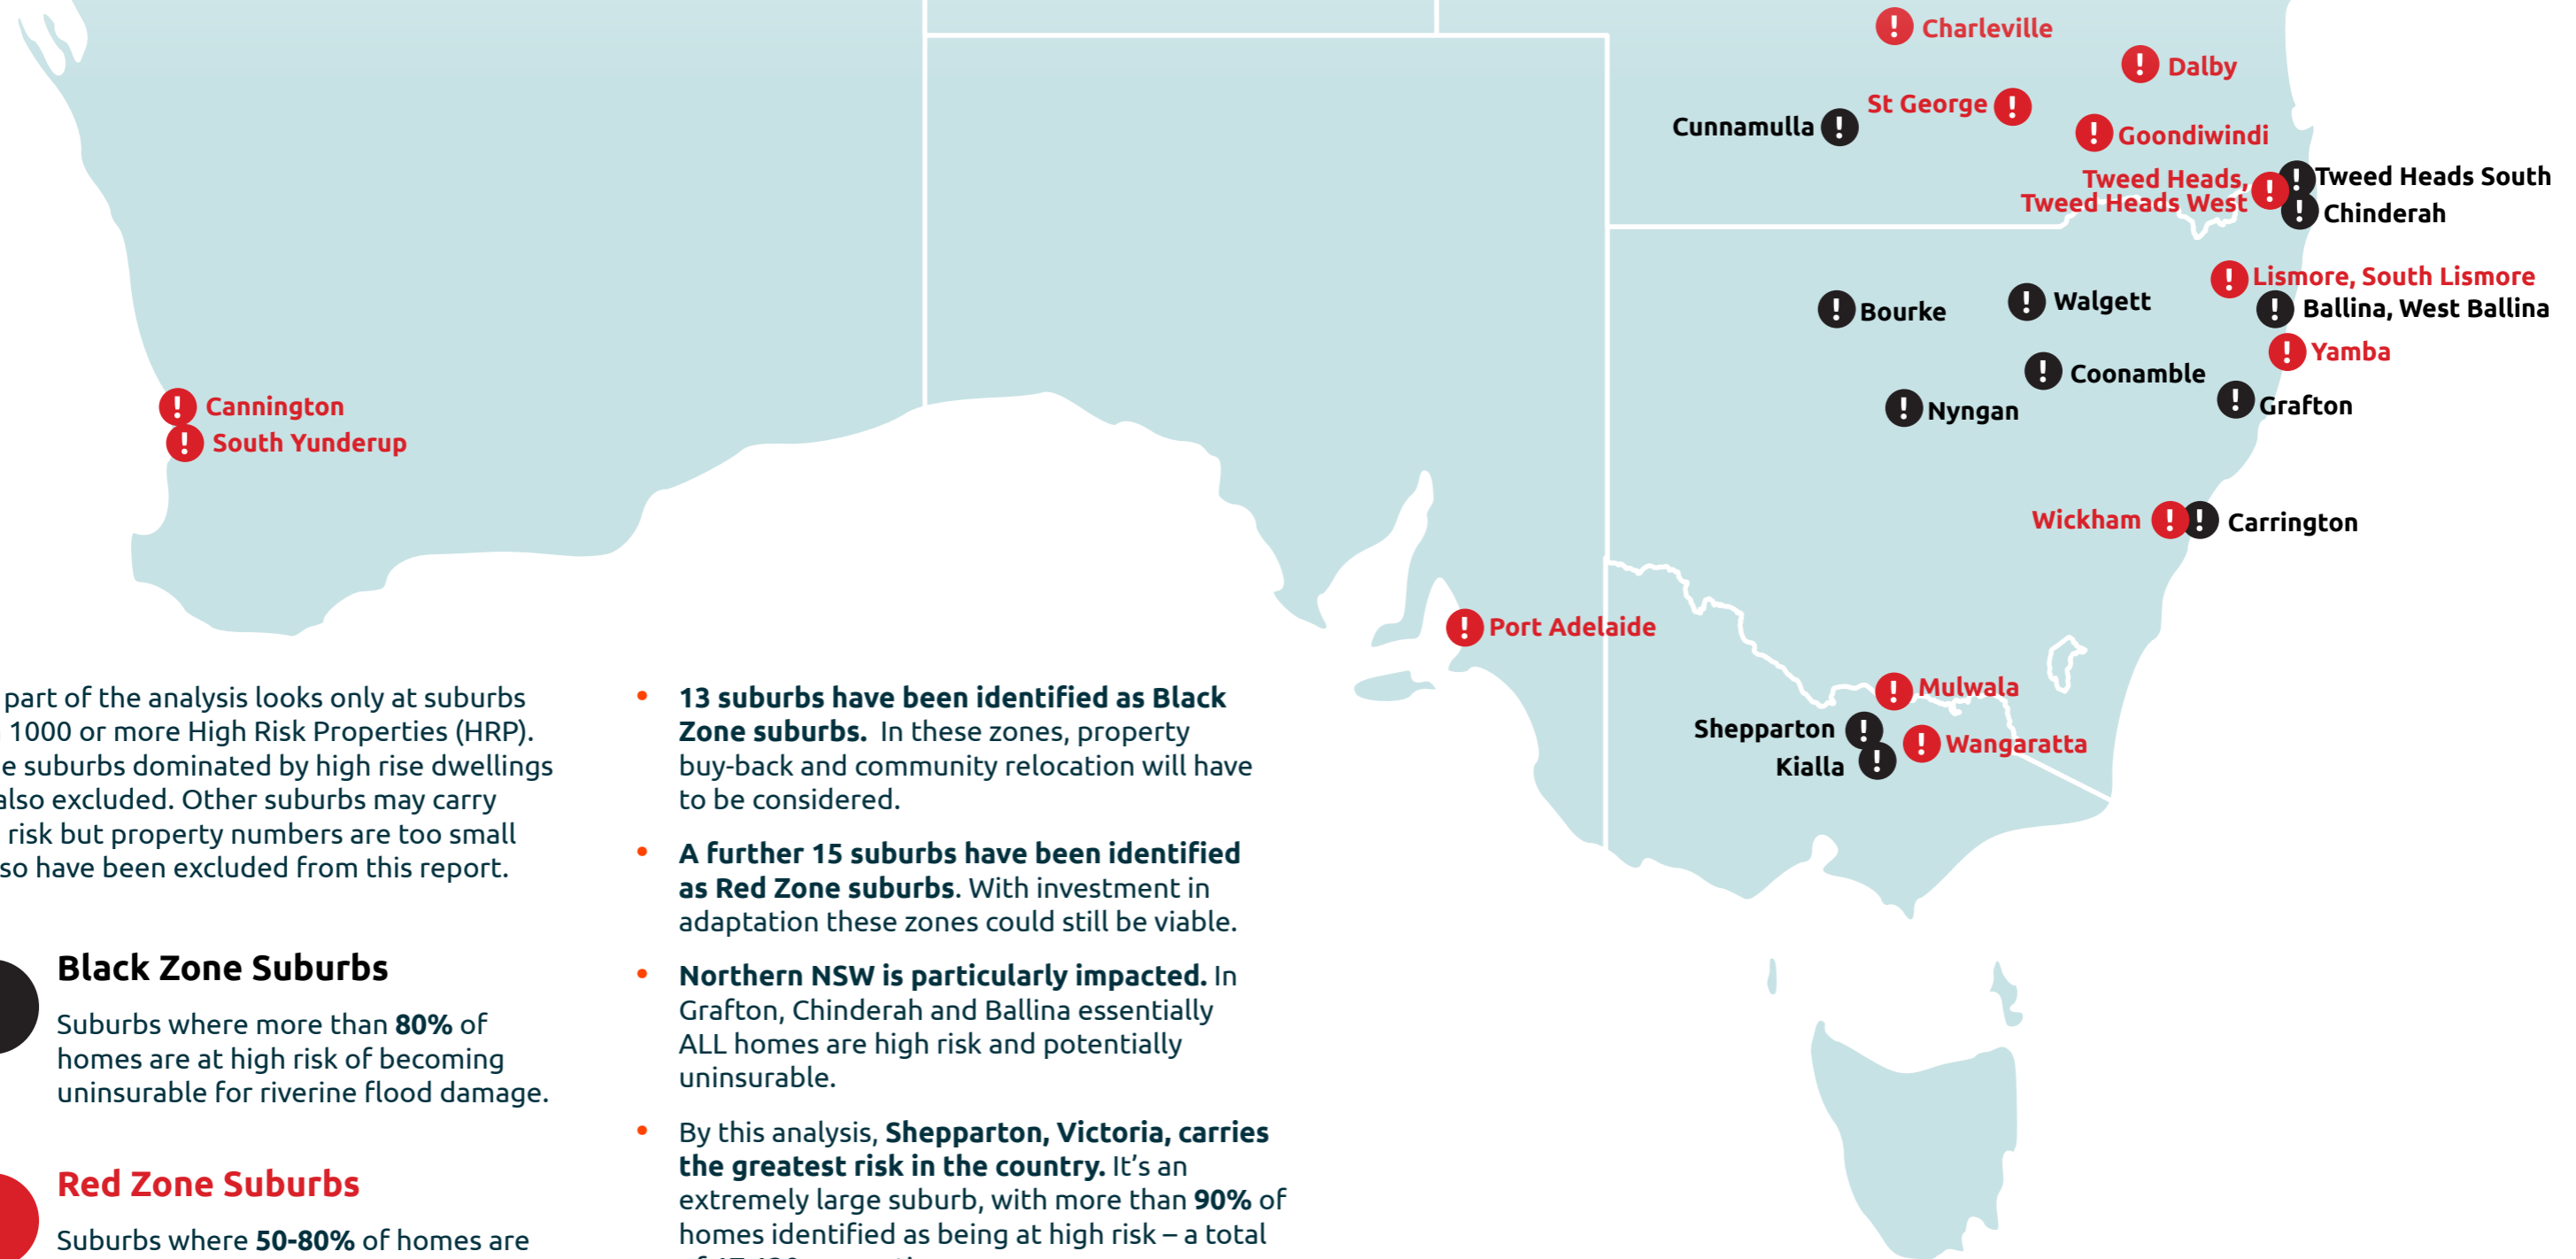 Charleville
Dalby
St George
Cunnamulla
Goondiwindi
Tweed Heads,
Tweed Heads West
Tweed Heads South
Chinderah
Lismore, South Lismore
Ballina, West Ballina
Bourke
Walgett
Yamba
Coonamble
Nyngan
Grafton
Cannington
South Yunderup
Wickham
Carrington
Port Adelaide
Mulwala
Shepparton
Wangaratta
Kialla
part of the analysis looks only at suburbs
1000 or more High Risk Properties (HRP).
e suburbs dominated by high rise dwellings
also excluded. Other suburbs may carry
risk but property numbers are too small
so have been excluded from this report.
Black Zone Suburbs
Suburbs where more than 80% of
homes are at high risk of becoming
uninsurable for riverine flood damage.
Red Zone Suburbs
Suburbs where 50-80% of homes are
• 13 suburbs have been identified as Black
Zone suburbs. In these zones, property
buy-back and community relocation will have
to be considered.
• A further 15 suburbs have been identified
as Red Zone suburbs. With investment in
adaptation these zones could still be viable.
• Northern NSW is particularly impacted. In
Grafton, Chinderah and Ballina essentially
ALL homes are high risk and potentially
uninsurable.
• By this analysis, Shepparton, Victoria, carries
the greatest risk in the country. It’s an
extremely large suburb, with more than 90% of
homes identified as being at high risk – a total